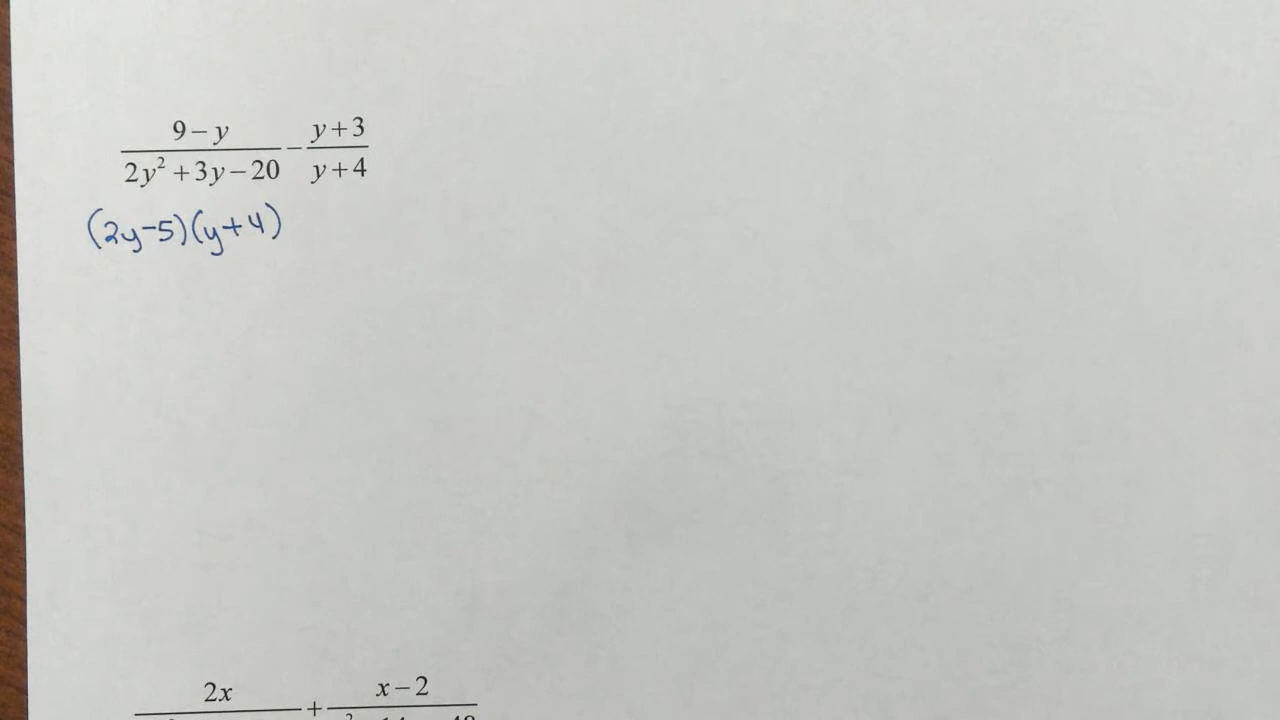 9-y / 2y²+3y-20 - y+3 / y+4
(2y-5)(y+4)
2x + x-2